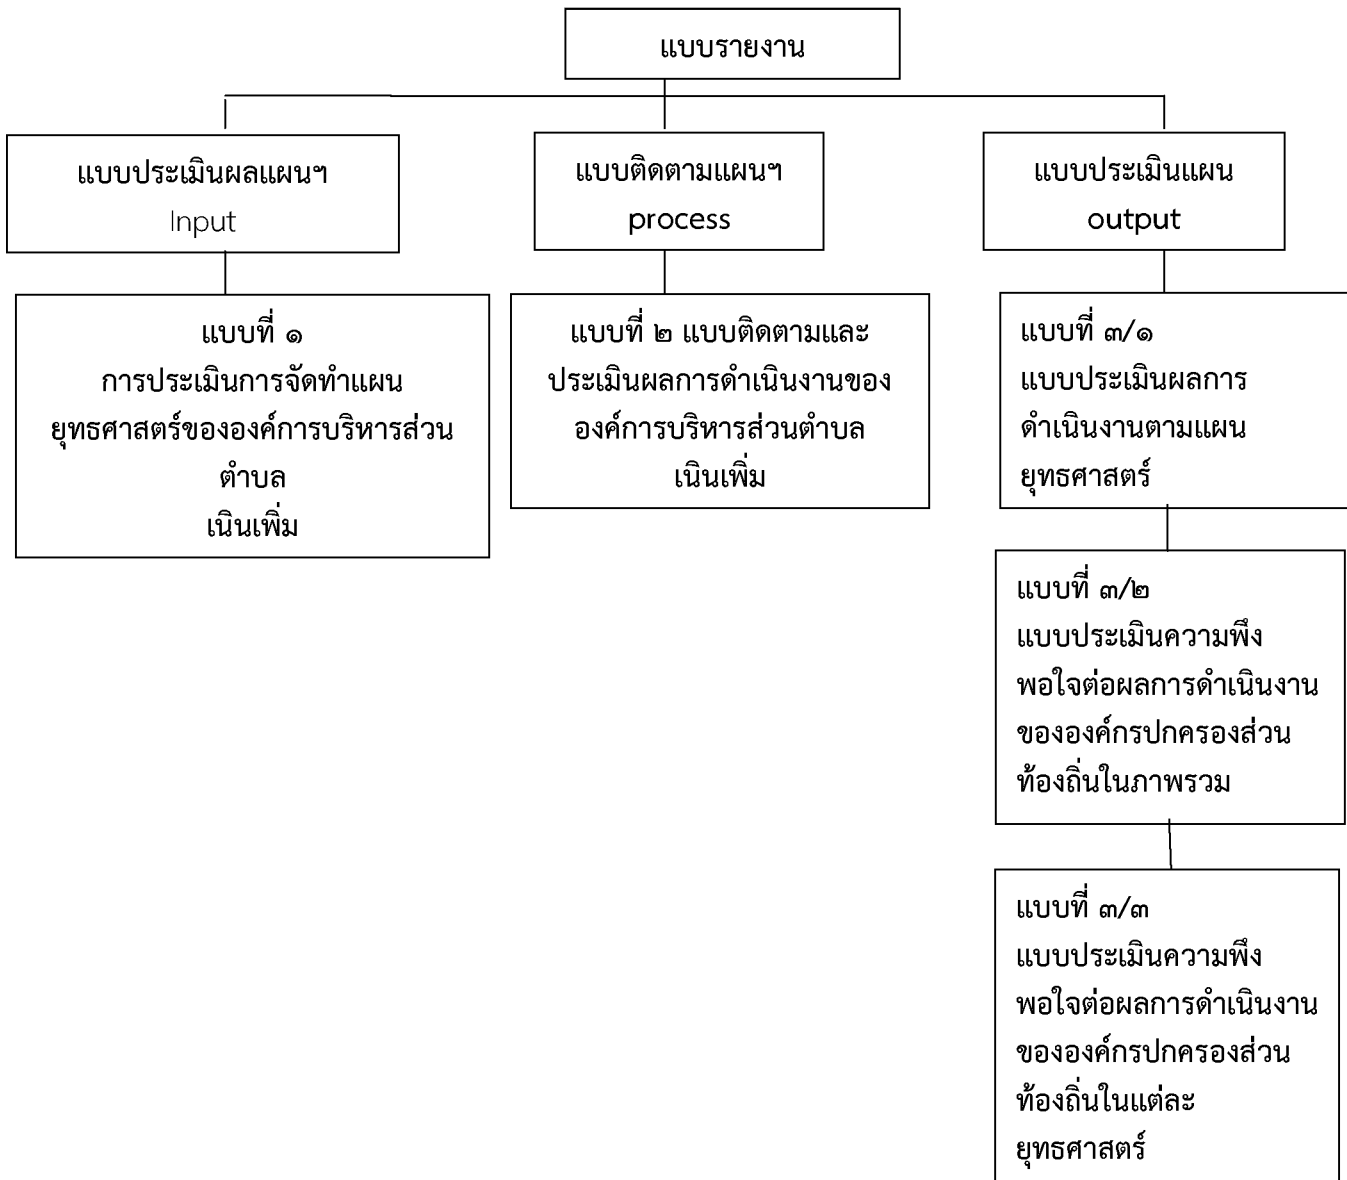 แบบรายงาน
แบบประเมินผลแผนฯ
Input
แบบติดตามแผนฯ
process
แบบประเมินแผน
output
แบบที่ ๑
การประเมินการจัดทำแผน
ยุทธศาสตร์ขององค์การบริหารส่วน
ตำบล
เนินเพิ่ม
แบบที่ ๒ แบบติดตามและ
ประเมินผลการดำเนินงานของ
องค์การบริหารส่วนตำบล
เนินเพิ่ม
แบบที่ ๓/๑
แบบประเมินผลการ
ดำเนินงานตามแผน
ยุทธศาสตร์
แบบที่ ๓/๒
แบบประเมินความพึง
พอใจต่อผลการดำเนินงาน
ขององค์กรปกครองส่วน
ท้องถิ่นในภาพรวม
แบบที่ ๓/๓
แบบประเมินความพึง
พอใจต่อผลการดำเนินงาน
ขององค์กรปกครองส่วน
ท้องถิ่นในแต่ละ
ยุทธศาสตร์